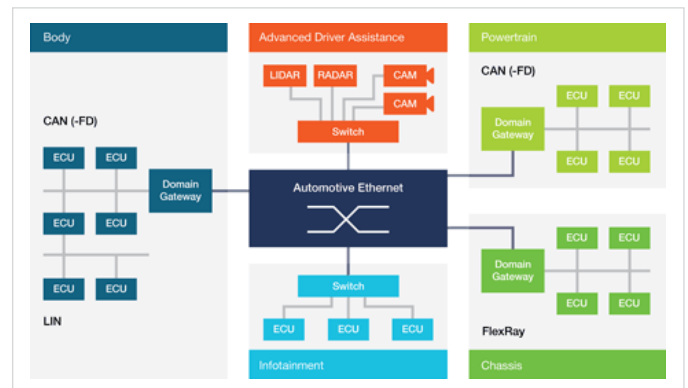 Body
CAN (-FD)
ECU ECU
Domain
Gateway
ECU ECU
ECU ECU
LIN
Advanced Driver Assistance
LIDAR RADAR CAM
CAM
Switch
Automotive Ethernet
Switch
ECU ECU ECU
Infotainment
Powertrain
CAN (-FD)
ECU ECU
Domain
Gateway
ECU ECU
ECU ECU
Domain
Gateway
ECU ECU
FlexRay
Chassis